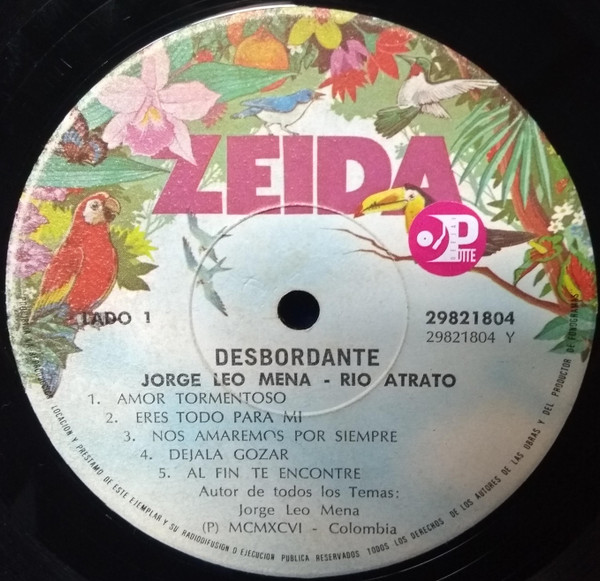 ZEIDA
P
UTTE
LADO 1
29821804
29821804 Y
DESBORDANTE
JORGE LEO MENA - RIO ATRATO
1. AMOR TORMENTOSO
2. ERES TODO PARA MI
3. NOS AMAREMOS POR SIEMPRE
4. DEJALA GOZAR
5. AL FIN TE ENCONTRE
Autor de todos los Temas:
Jorge Leo Mena
(P) MCMXCVI - Colombia
LOCACION Y PRESTAMO DE ESTE EJEMPLAR Y SU RADIODIFUSION O EJECUCION PUBLICA RESERVADOS TODOS LOS DERECHOS DE LOS AUTORES DE LAS OBRAS Y DEL PRODUCTOR DE FONOGRAMAS